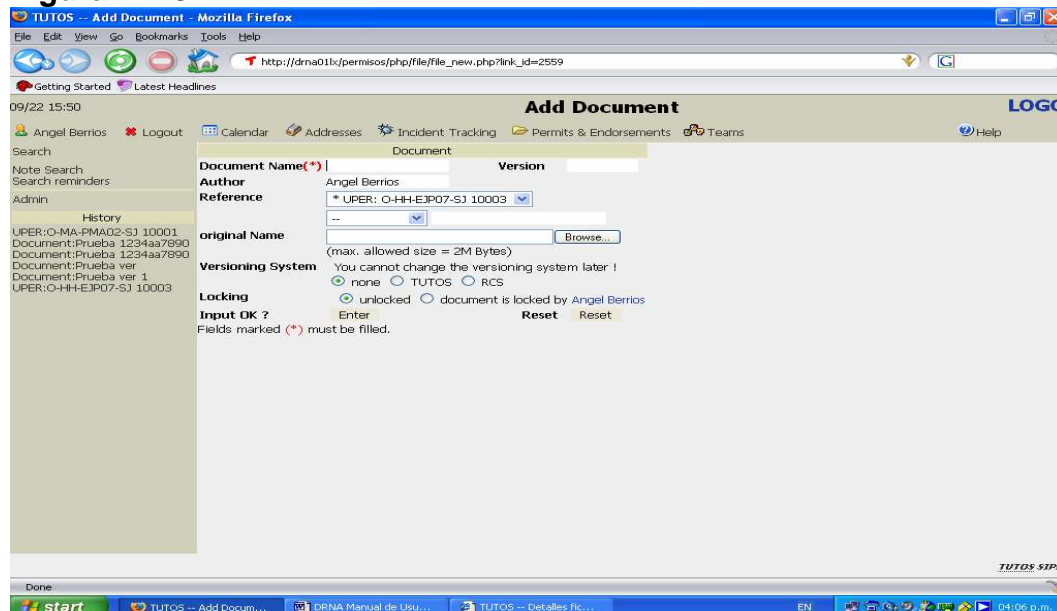 TUTOS -- Add Document - Mozilla Firefox
File Edit View Go Bookmarks Tools Help
http://drna01lx/permisos/php/file/file_new.php?link_id=2559
G
Getting Started Latest Headlines
09/22 15:50 Add Document LOGO
Angel Berrios Logout Calendar Addresses Incident Tracking Permits & Endorsements Teams Help
Search
Note Search
Search reminders
Admin
History
UPER:O-MA-PMA02-SJ 10001
Document:Prueba 1234aa7890
Document:Prueba 1234aa7890
Document:Prueba ver
Document:Prueba ver 1
UPER:O-HH-EJP07-SJ 10003
Document
Document Name(*) Version
Author Angel Berrios
Reference * UPER: O-HH-EJP07-SJ 10003
--
original Name Browse...
(max. allowed size = 2M Bytes)
Versioning System You cannot change the versioning system later !
none TUTOS RCS
Locking unlocked document is locked by Angel Berrios
Input OK ? Enter Reset Reset
Fields marked (*) must be filled.
TUTOS SIP
Done
start TUTOS -- Add Docum... DRNA Manual de Usu... TUTOS -- Detalles fic... EN 04:06 p.m.